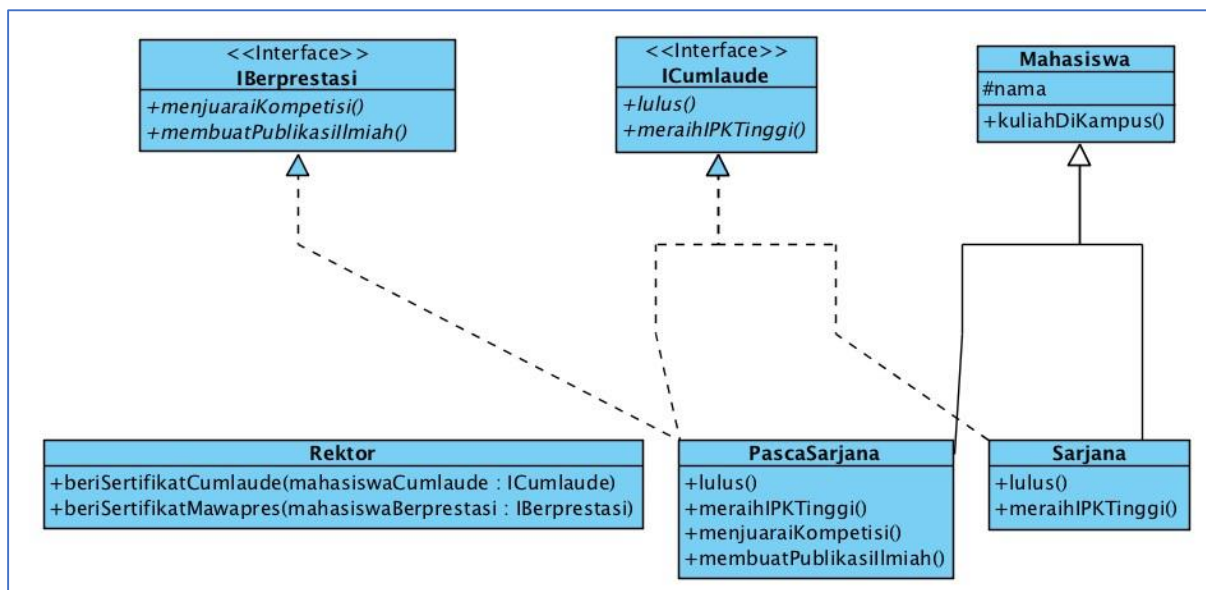 <<Interface>>
IBerprestasi
+menjuaraiKompetisi()
+membuatPublikasiIlmiah()
<<Interface>>
ICumlaude
+lulus()
+meraihIPKTinggi()
Mahasiswa
#nama
+kuliahDiKampus()
Rektor
+beriSertifikatCumlaude(mahasiswaCumlaude : ICumlaude)
+beriSertifikatMawapres(mahasiswaBerprestasi : IBerprestasi)
PascaSarjana
+lulus()
+meraihIPKTinggi()
+menjuaraiKompetisi()
+membuatPublikasiIlmiah()
Sarjana
+lulus()
+meraihIPKTinggi()